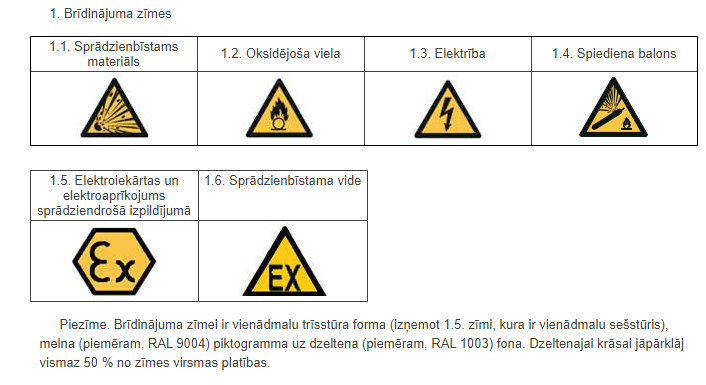 1. Brīdinājuma zīmes
1.1. Sprādzienbīstams
materiāls
1.2. Oksidējoša viela
1.3. Elektrība
1.4. Spiediena balons
1.5. Elektroiekārtas un
elektroaprīkojums
sprādziendrošā izpildījumā
1.6. Sprādzienbīstama vide
Ex
EX
Piezīme. Brīdinājuma zīmei ir vienādmalu trīsstūra forma (izņemot 1.5. zīmi, kura ir vienādmalu sešstūris),
melna (piemēram, RAL 9004) piktogramma uz dzeltena (piemēram, RAL 1003) fona. Dzeltenajai krāsai jāpārklāj
vismaz 50 % no zīmes virsmas platības.